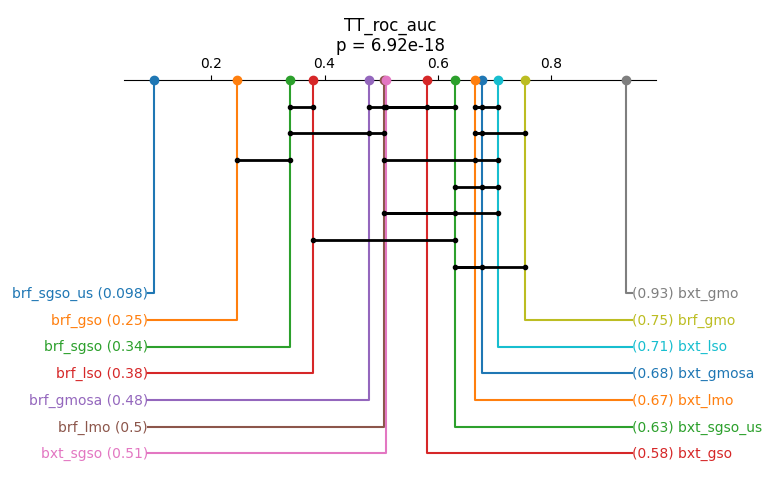 TT_roc_auc
p = 6.92e-18
0.2 0.4 0.6 0.8
brf_sgso_us (0.098) (0.93) bxt_gmo
brf_gso (0.25) (0.75) brf_gmo
brf_sgso (0.34) (0.71) bxt_lso
brf_lso (0.38) (0.68) bxt_gmosa
brf_gmosa (0.48) (0.67) bxt_lmo
brf_lmo (0.5) (0.63) bxt_sgso_us
bxt_sgso (0.51) (0.58) bxt_gso